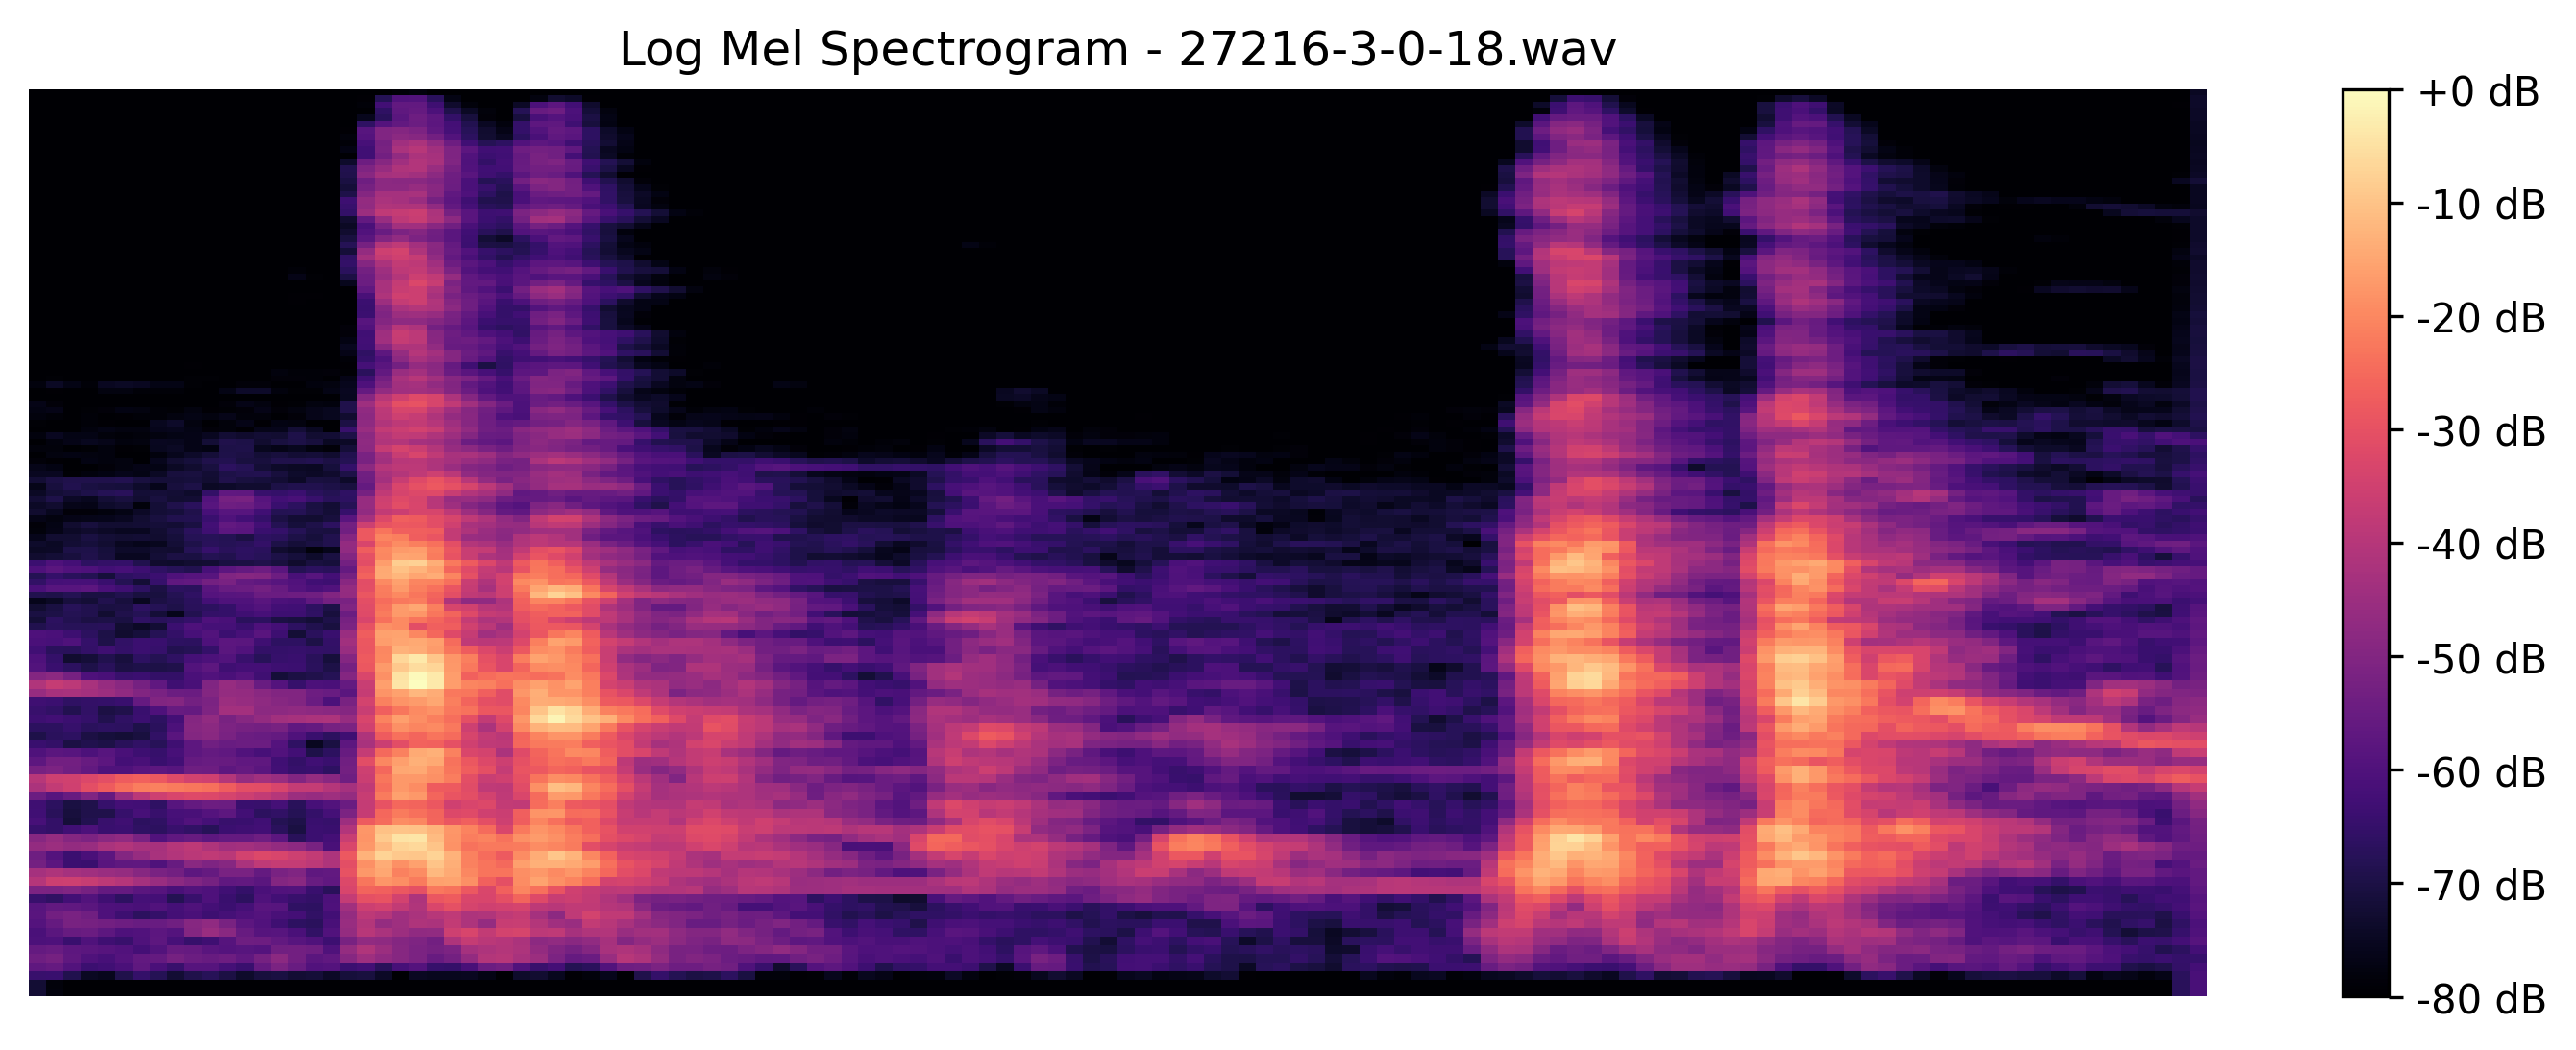 Log Mel Spectrogram - 27216-3-0-18.wav
+0 dB
-10 dB
-20 dB
-30 dB
-40 dB
-50 dB
-60 dB
-70 dB
-80 dB